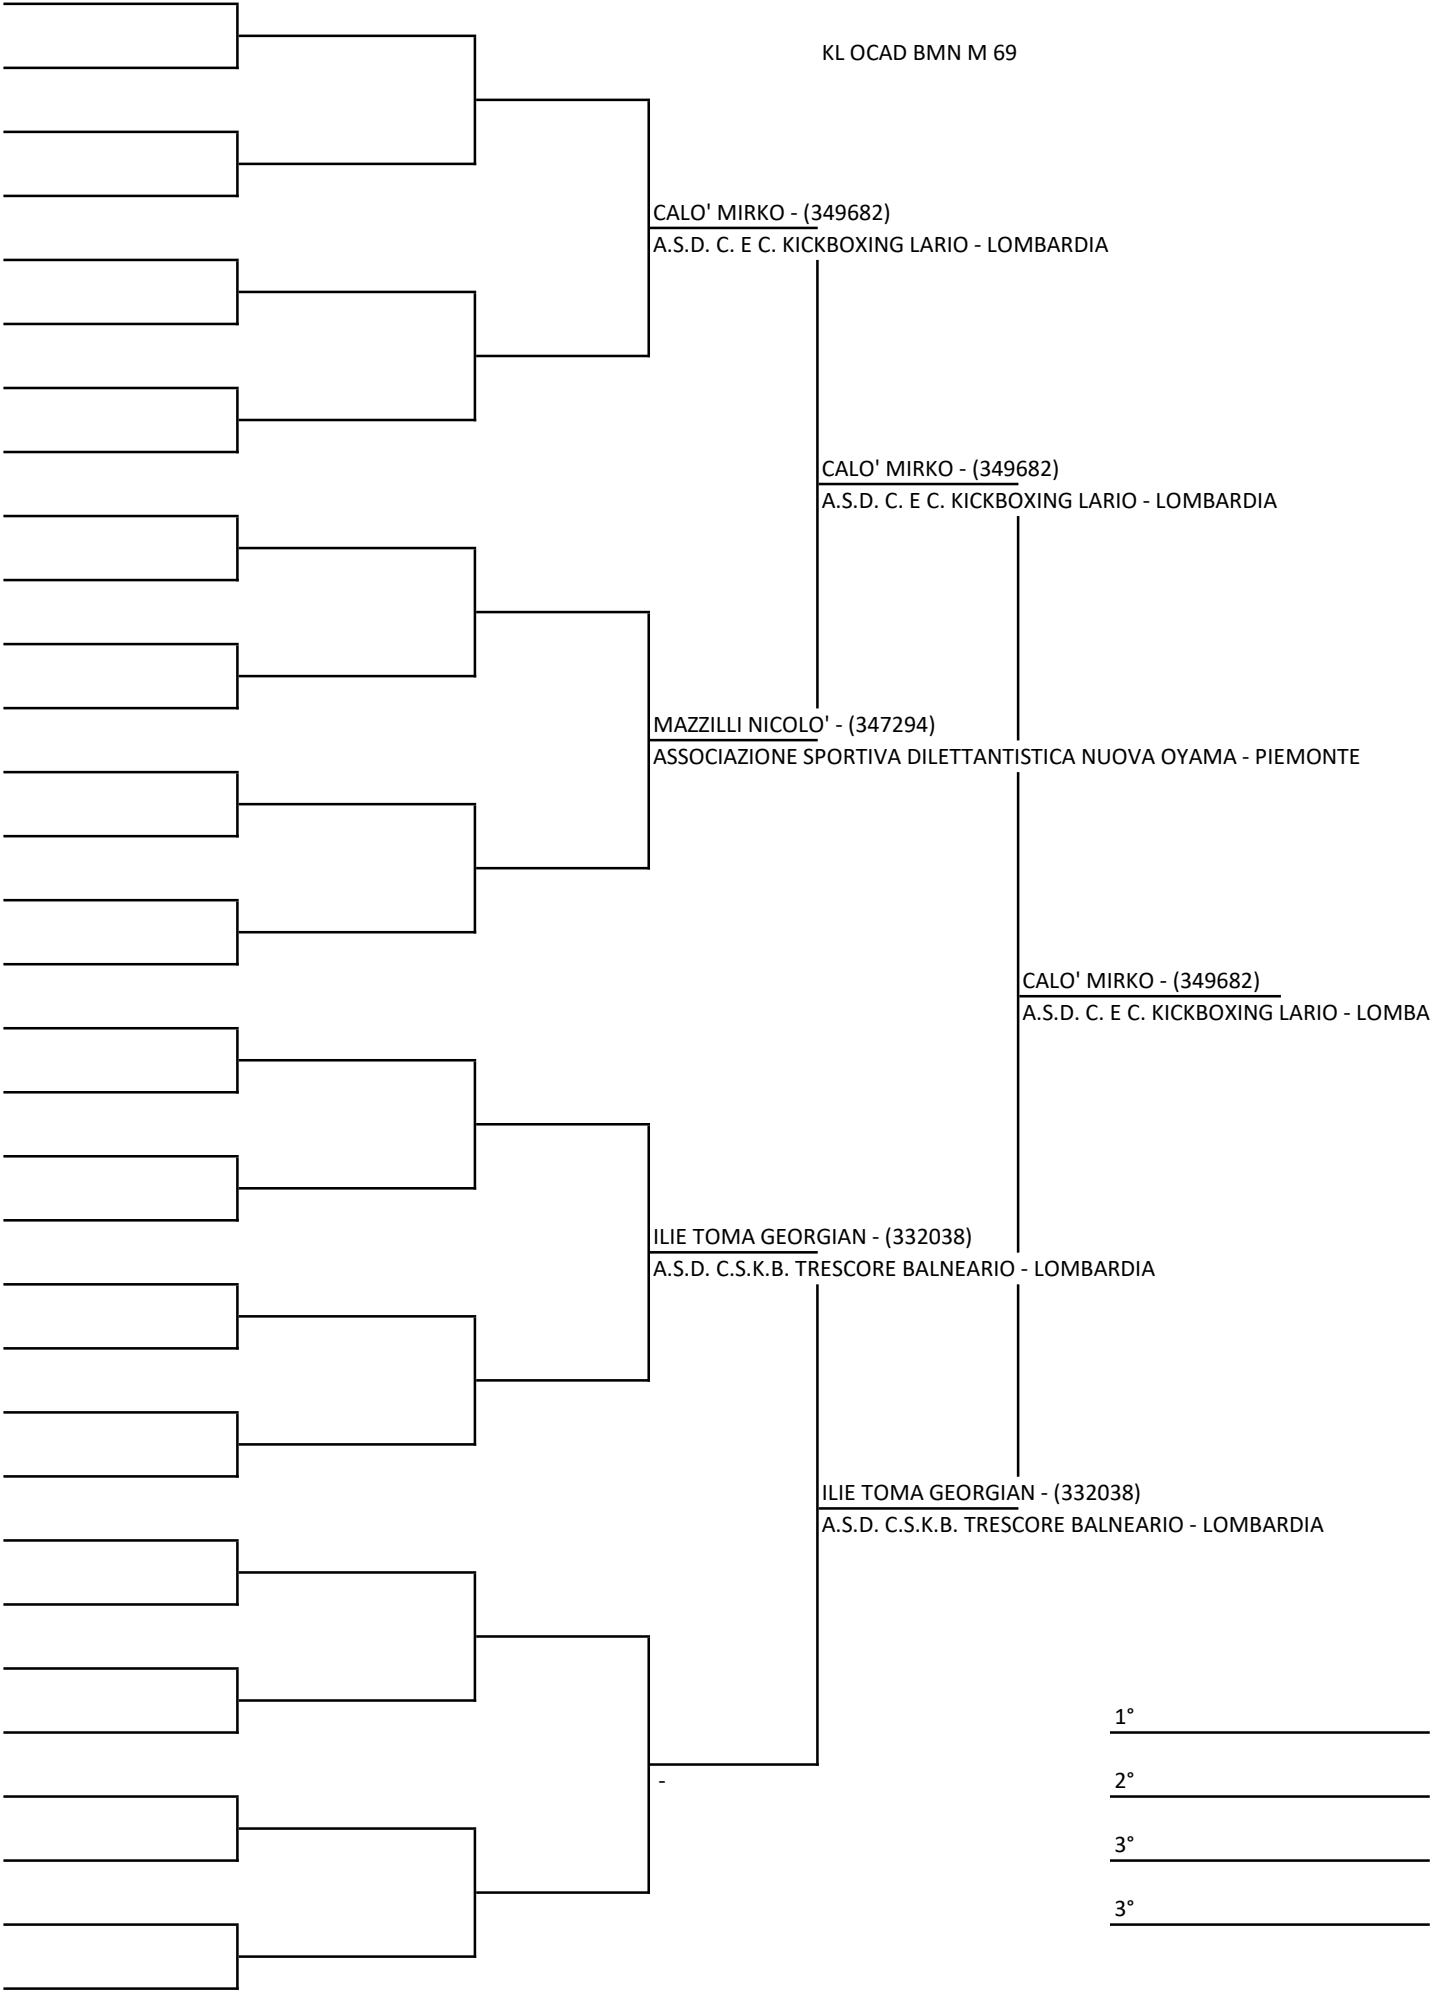 KL OCAD BMN M 69
CALO' MIRKO - (349682)
A.S.D. C. E C. KICKBOXING LARIO - LOMBARDIA
CALO' MIRKO - (349682)
A.S.D. C. E C. KICKBOXING LARIO - LOMBARDIA
MAZZILLI NICOLO' - (347294)
ASSOCIAZIONE SPORTIVA DILETTANTISTICA NUOVA OYAMA - PIEMONTE
CALO' MIRKO - (349682)
A.S.D. C. E C. KICKBOXING LARIO - LOMBA
ILIE TOMA GEORGIAN - (332038)
A.S.D. C.S.K.B. TRESCORE BALNEARIO - LOMBARDIA
ILIE TOMA GEORGIAN - (332038)
A.S.D. C.S.K.B. TRESCORE BALNEARIO - LOMBARDIA
1°
-
2°
3°
3°